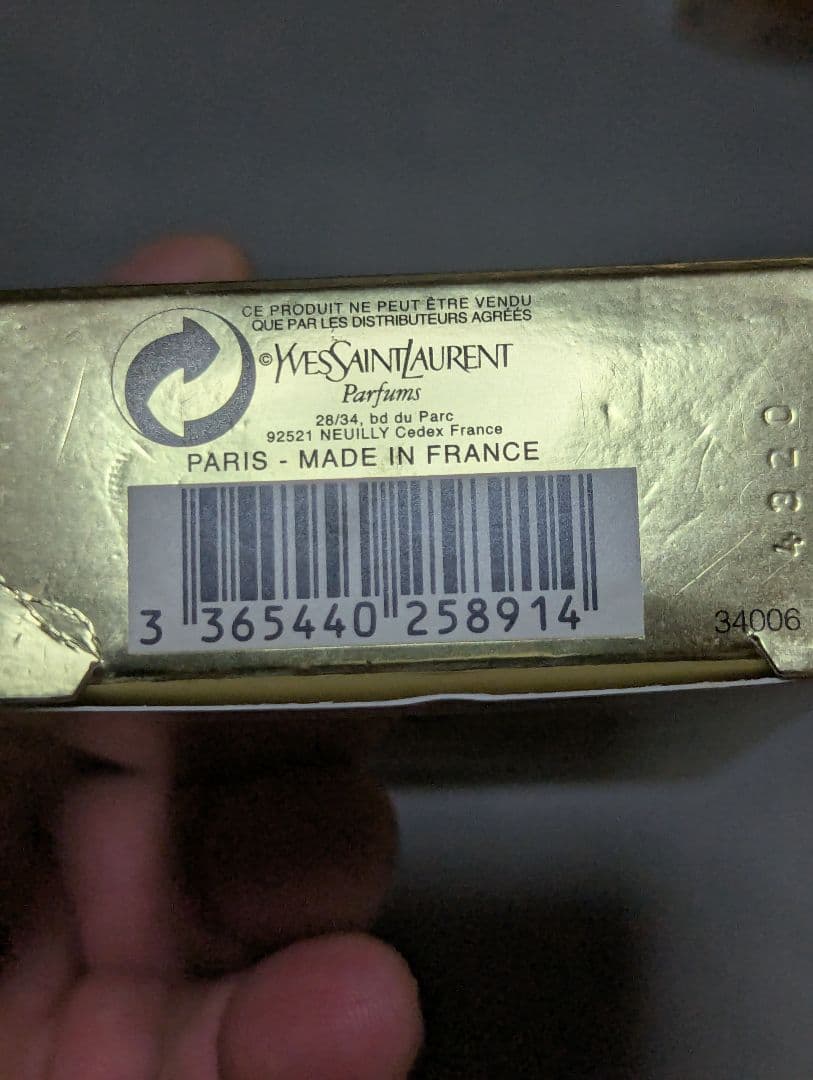 CE PRODUIT NE PEUT ÊTRE VENDU
QUE PAR LES DISTRIBUTEURS AGRÉÉS
©YVESSAINTLAURENT
Parfums
28/34, bd du Parc
92521 NEUILLY Cedex France
PARIS - MADE IN FRANCE
3 365440 258914
34006
4320